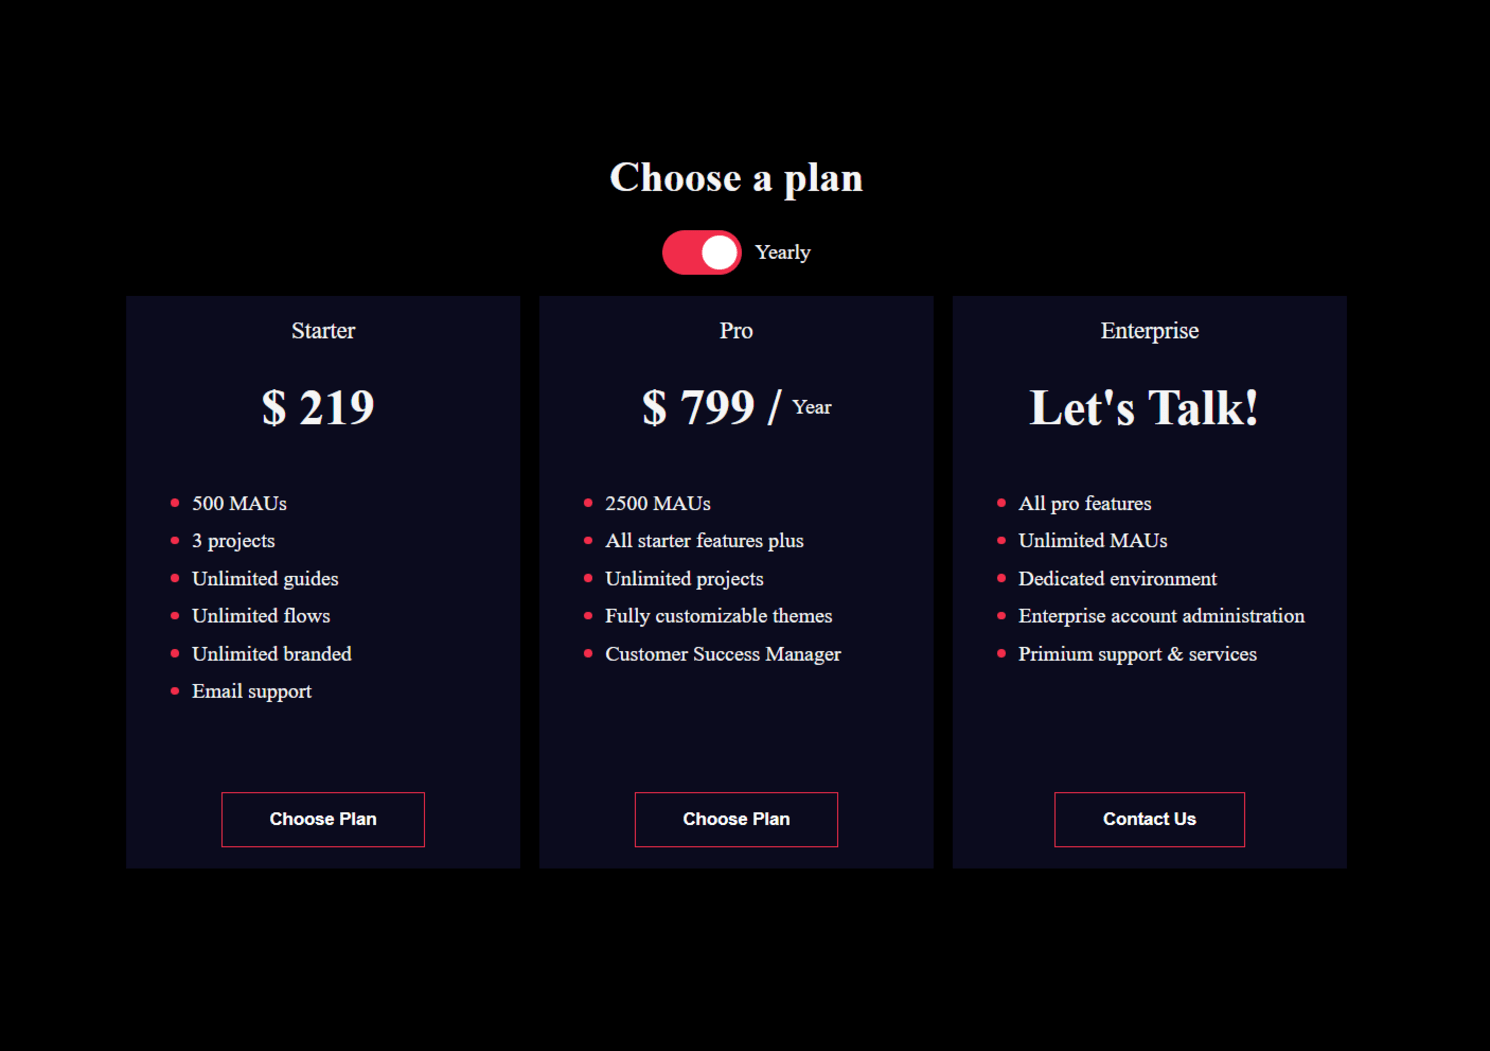 Choose a plan
Yearly
Starter
$ 219
500 MAUs
3 projects
Unlimited guides
Unlimited flows
Unlimited branded
Email support
Choose Plan
Pro
$ 799 / Year
2500 MAUs
All starter features plus
Unlimited projects
Fully customizable themes
Customer Success Manager
Choose Plan
Enterprise
Let's Talk!
All pro features
Unlimited MAUs
Dedicated environment
Enterprise account administration
Primium support & services
Contact Us